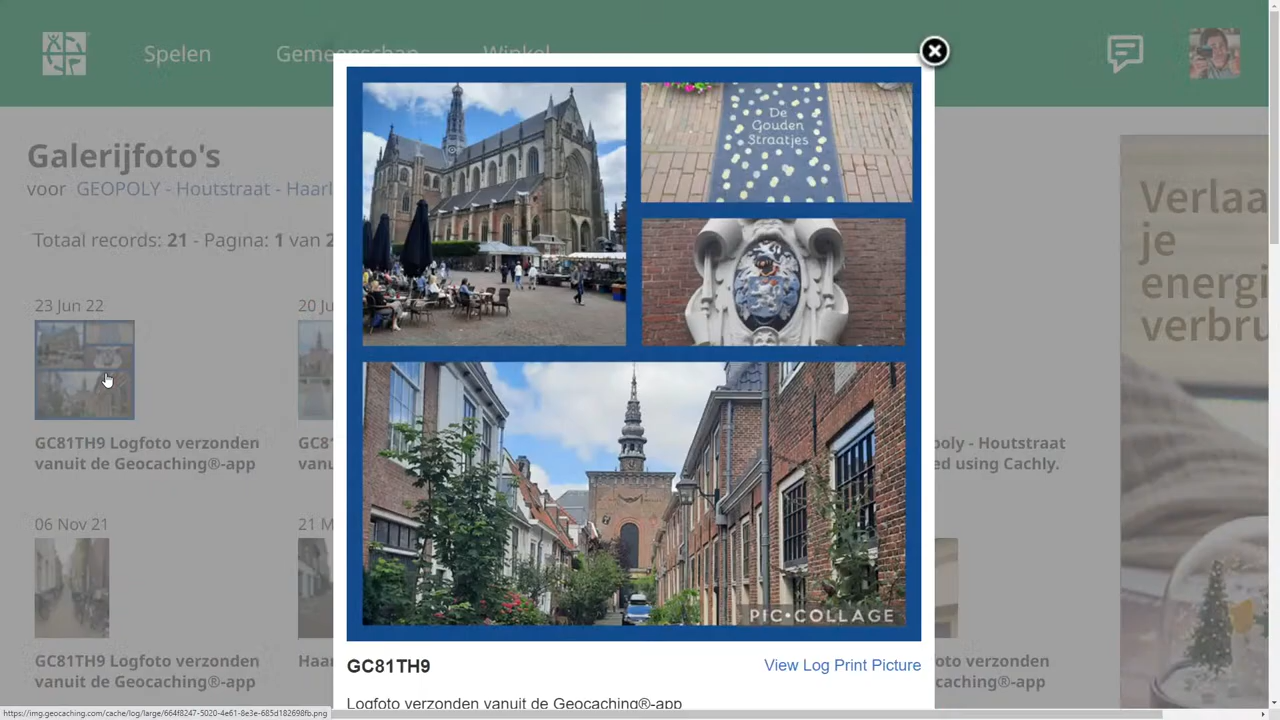 Spelen Gemeenschap Winkel
Galerijfoto's
voor GEOPOLY - Houtstraat - Haarl
Totaal records: 21 - Pagina: 1 van 2
23 Jun 22
20 Ju
GC81TH9 Logfoto verzonden
vanuit de Geocaching®-app
GC8
vanu
poly - Houtstraat
ed using Cachly.
06 Nov 21
21 M
GC81TH9 Logfoto verzonden
vanuit de Geocaching®-app
Haar
oto verzonden
aching®-app
De
Gouden
Straatjes
PIC•COLLAGE
GC81TH9
View Log Print Picture
Logfoto verzonden vanuit de Geocaching®-app
Verlaa
je
energi
verbru
https://img.geocaching.com/cache/log/large/664f8247-5020-4e61-8e3e-685d182698fb.png